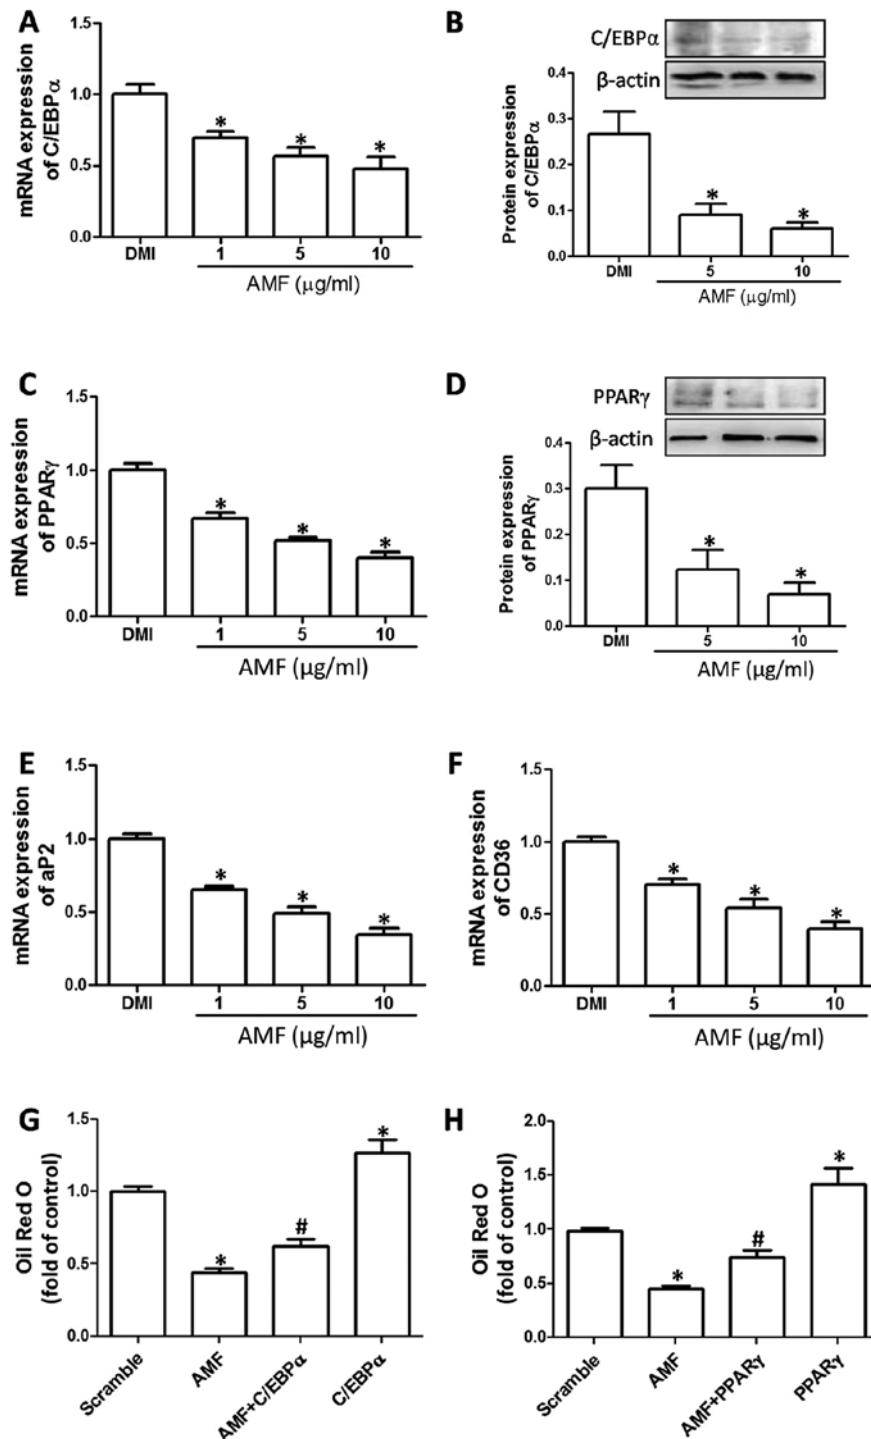 A
mRNA expression
of C/EBPα
1.5
1.0
0.5
0.0
*
*
*
DMI
1
5
10
AMF (μg/ml)
B
C/EBPα
β-actin
Protein expression
of C/EBPα
0.4
0.3
0.2
0.1
0.0
*
*
DMI
5
10
AMF (μg/ml)
C
mRNA expression
of PPARγ
1.5
1.0
0.5
0.0
*
*
*
DMI
1
5
10
AMF (μg/ml)
D
PPARγ
β-actin
Protein expression
of PPARγ
0.4
0.3
0.2
0.1
0.0
*
*
DMI
5
10
AMF (μg/ml)
E
mRNA expression
of aP2
1.5
1.0
0.5
0.0
*
*
*
DMI
1
5
10
AMF (μg/ml)
F
mRNA expression
of CD36
1.5
1.0
0.5
0.0
*
*
*
DMI
1
5
10
AMF (μg/ml)
G
Oil Red O
(fold of control)
1.5
1.0
0.5
0.0
*
#
*
Scramble
AMF
AMF+C/EBPα
C/EBPα
H
Oil Red O
(fold of control)
2.0
1.5
1.0
0.5
0.0
*
#
*
Scramble
AMF
AMF+PPARγ
PPARγ